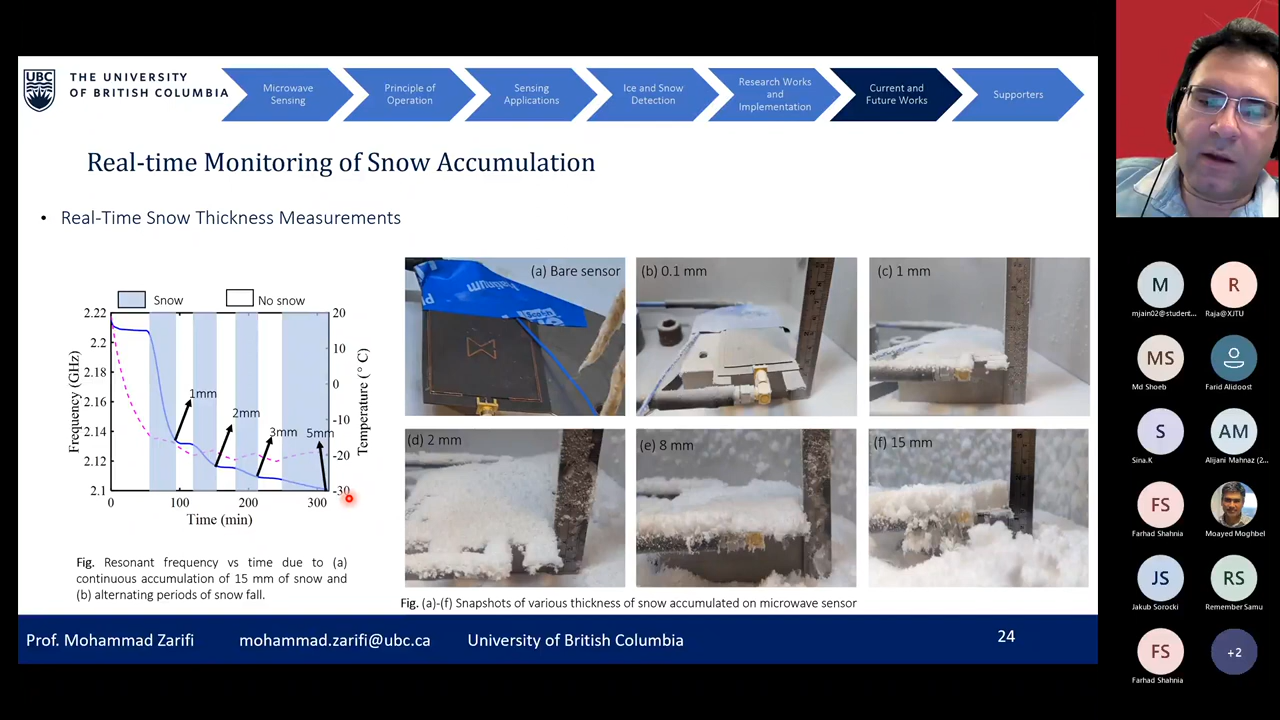 UBC
THE UNIVERSITY
OF BRITISH COLUMBIA
Microwave
Sensing
Principle of
Operation
Sensing
Applications
Ice and Snow
Detection
Research Works
and
Implementation
Current and
Future Works
Supporters
Real-time Monitoring of Snow Accumulation
• Real-Time Snow Thickness Measurements
Snow
No snow
Frequency (GHz)
2.22
2.2
2.18
2.16
2.14
2.12
2.1
1mm
2mm
3mm
5mm
20
10
0
-10
-20
-30
Temperature (° C)
0
100
200
300
Time (min)
Fig. Resonant frequency vs time due to (a)
continuous accumulation of 15 mm of snow and
(b) alternating periods of snow fall.
(a) Bare sensor
(b) 0.1 mm
(c) 1 mm
(d) 2 mm
(e) 8 mm
(f) 15 mm
Fig. (a)-(f) Snapshots of various thickness of snow accumulated on microwave sensor
Prof. Mohammad Zarifi
mohammad.zarifi@ubc.ca
University of British Columbia
24
M
mjain02@student...
R
Raja@XJTU
MS
Md Shoeb
Farid Alidoost
S
Sina.K
AM
Alijani Mahnaz (2...
FS
Farhad Shahnia
Moayed Moghbel
JS
Jakub Sorocki
RS
Remember Samu
FS
Farhad Shahnia
+2